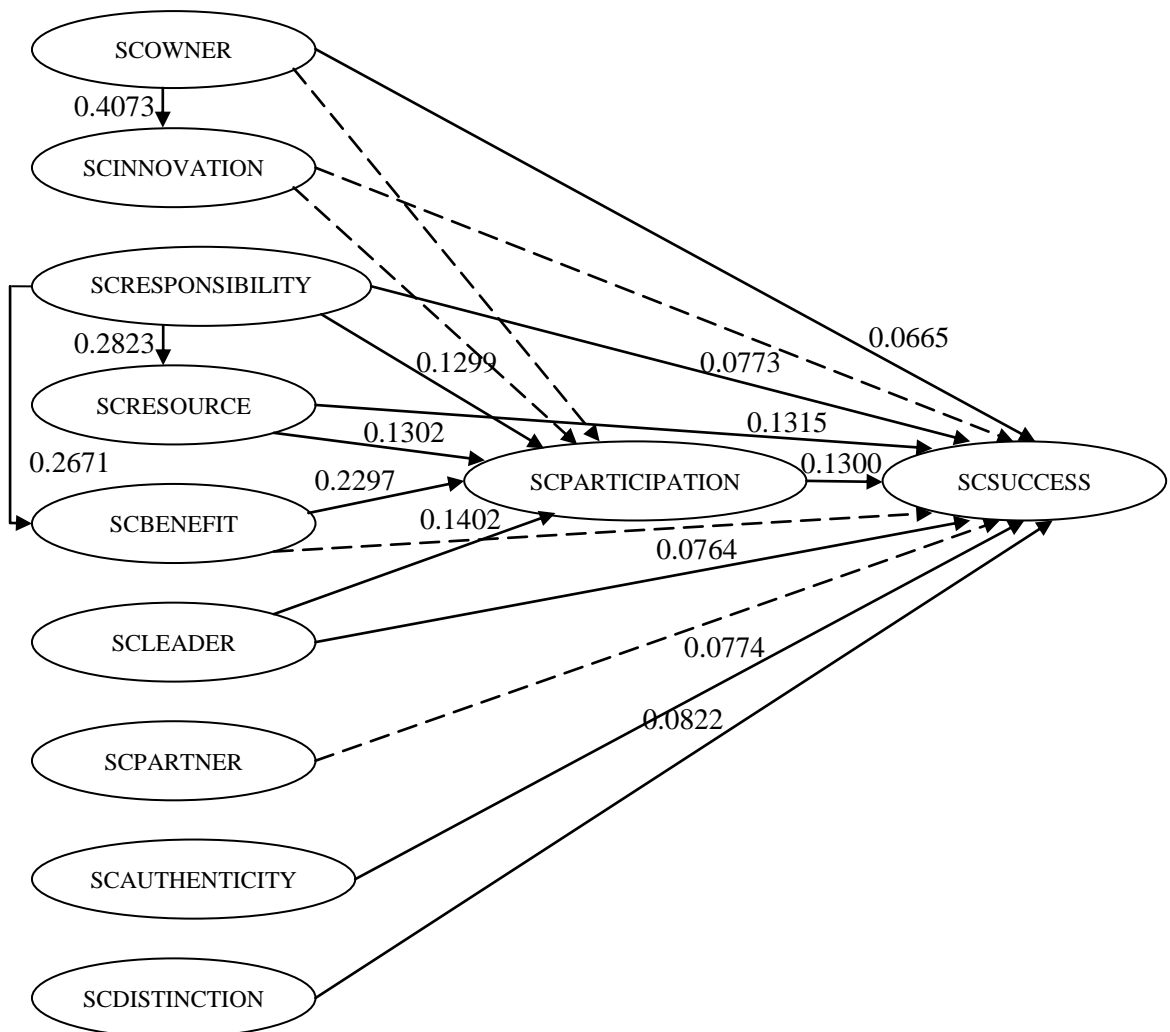 SCOWNER
0.4073
SCINNOVATION
SCRESPONSIBILITY
0.2823
0.0665
0.0773
0.1299
SCRESOURCE
0.1315
0.1302
0.2671
0.2297
SCPARTICIPATION
0.1300
SCSUCCESS
SCBENEFIT
0.1402
0.0764
SCLEADER
0.0774
0.0822
SCPARTNER
SCAUTHENTICITY
SCDISTINCTION